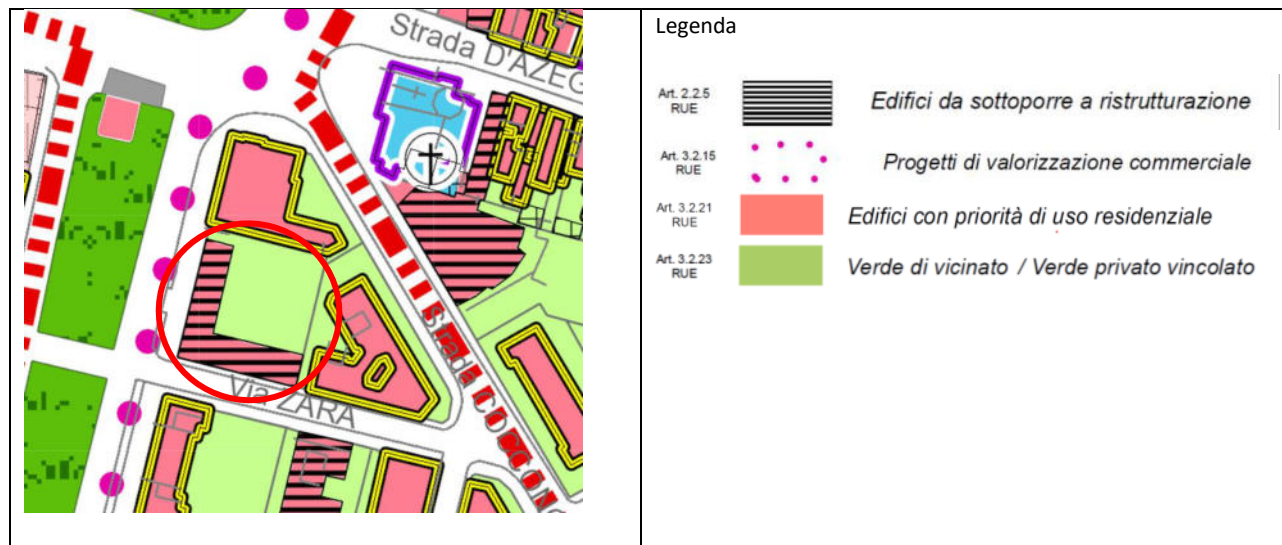 Strada D'AZEG
Via ZARA
Strada COCCONC
Legenda
Art. 2.2.5
RUE
Edifici da sottoporre a ristrutturazione
Art. 3.2.15
RUE
Progetti di valorizzazione commerciale
Art. 3.2.21
RUE
Edifici con priorità di uso residenziale
Art. 3.2.23
RUE
Verde di vicinato / Verde privato vincolato